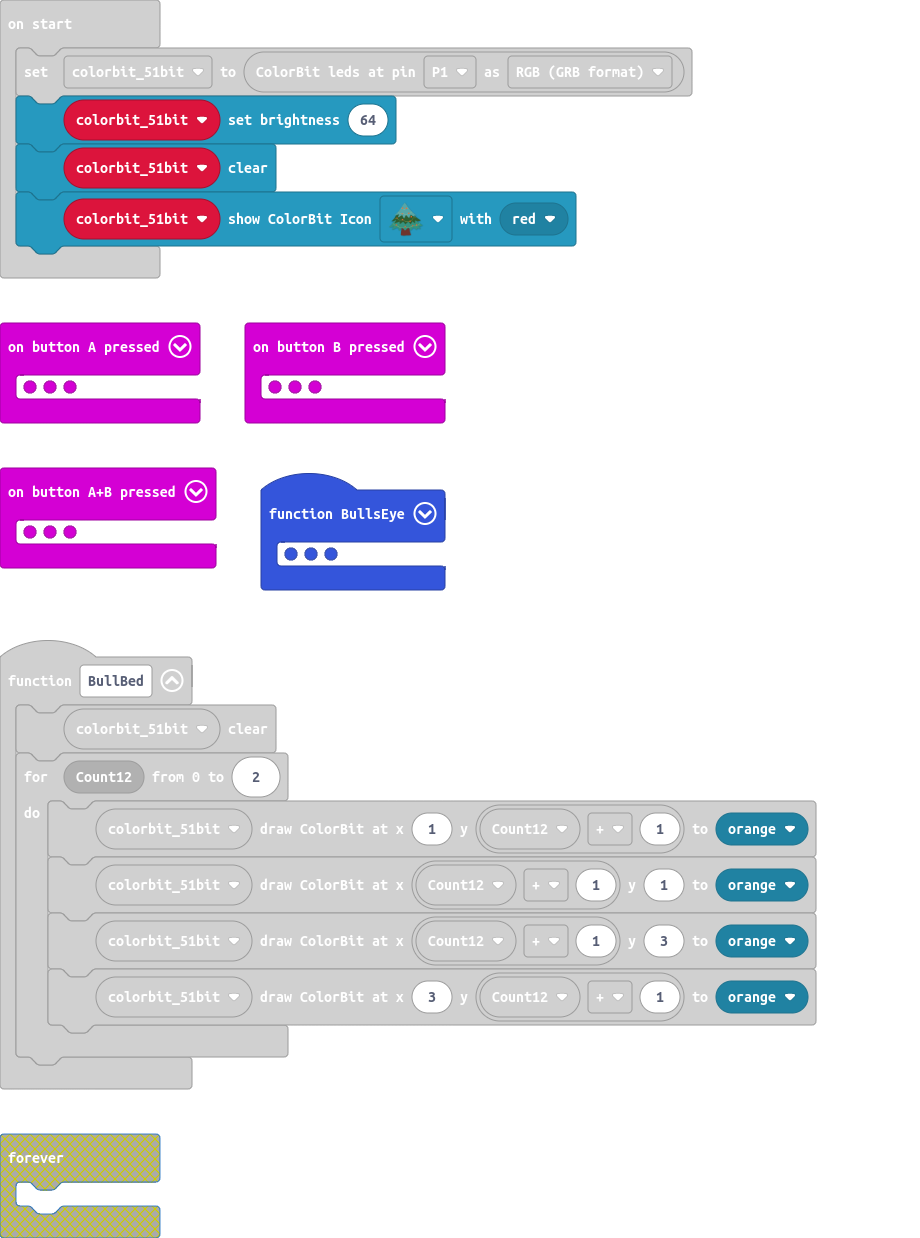 on start
set colorbit_51bit to ColorBit leds at pin P1 as RGB (GRB format)
colorbit_51bit set brightness 64
colorbit_51bit clear
colorbit_51bit show ColorBit Icon with red
on button A pressed
on button B pressed
on button A+B pressed
function BullsEye
function BullBed
colorbit_51bit clear
for Count12 from 0 to 2
do
colorbit_51bit draw ColorBit at x 1 y Count12 + 1 to orange
colorbit_51bit draw ColorBit at x Count12 + 1 y 1 to orange
colorbit_51bit draw ColorBit at x Count12 + 1 y 3 to orange
colorbit_51bit draw ColorBit at x 3 y Count12 + 1 to orange
forever